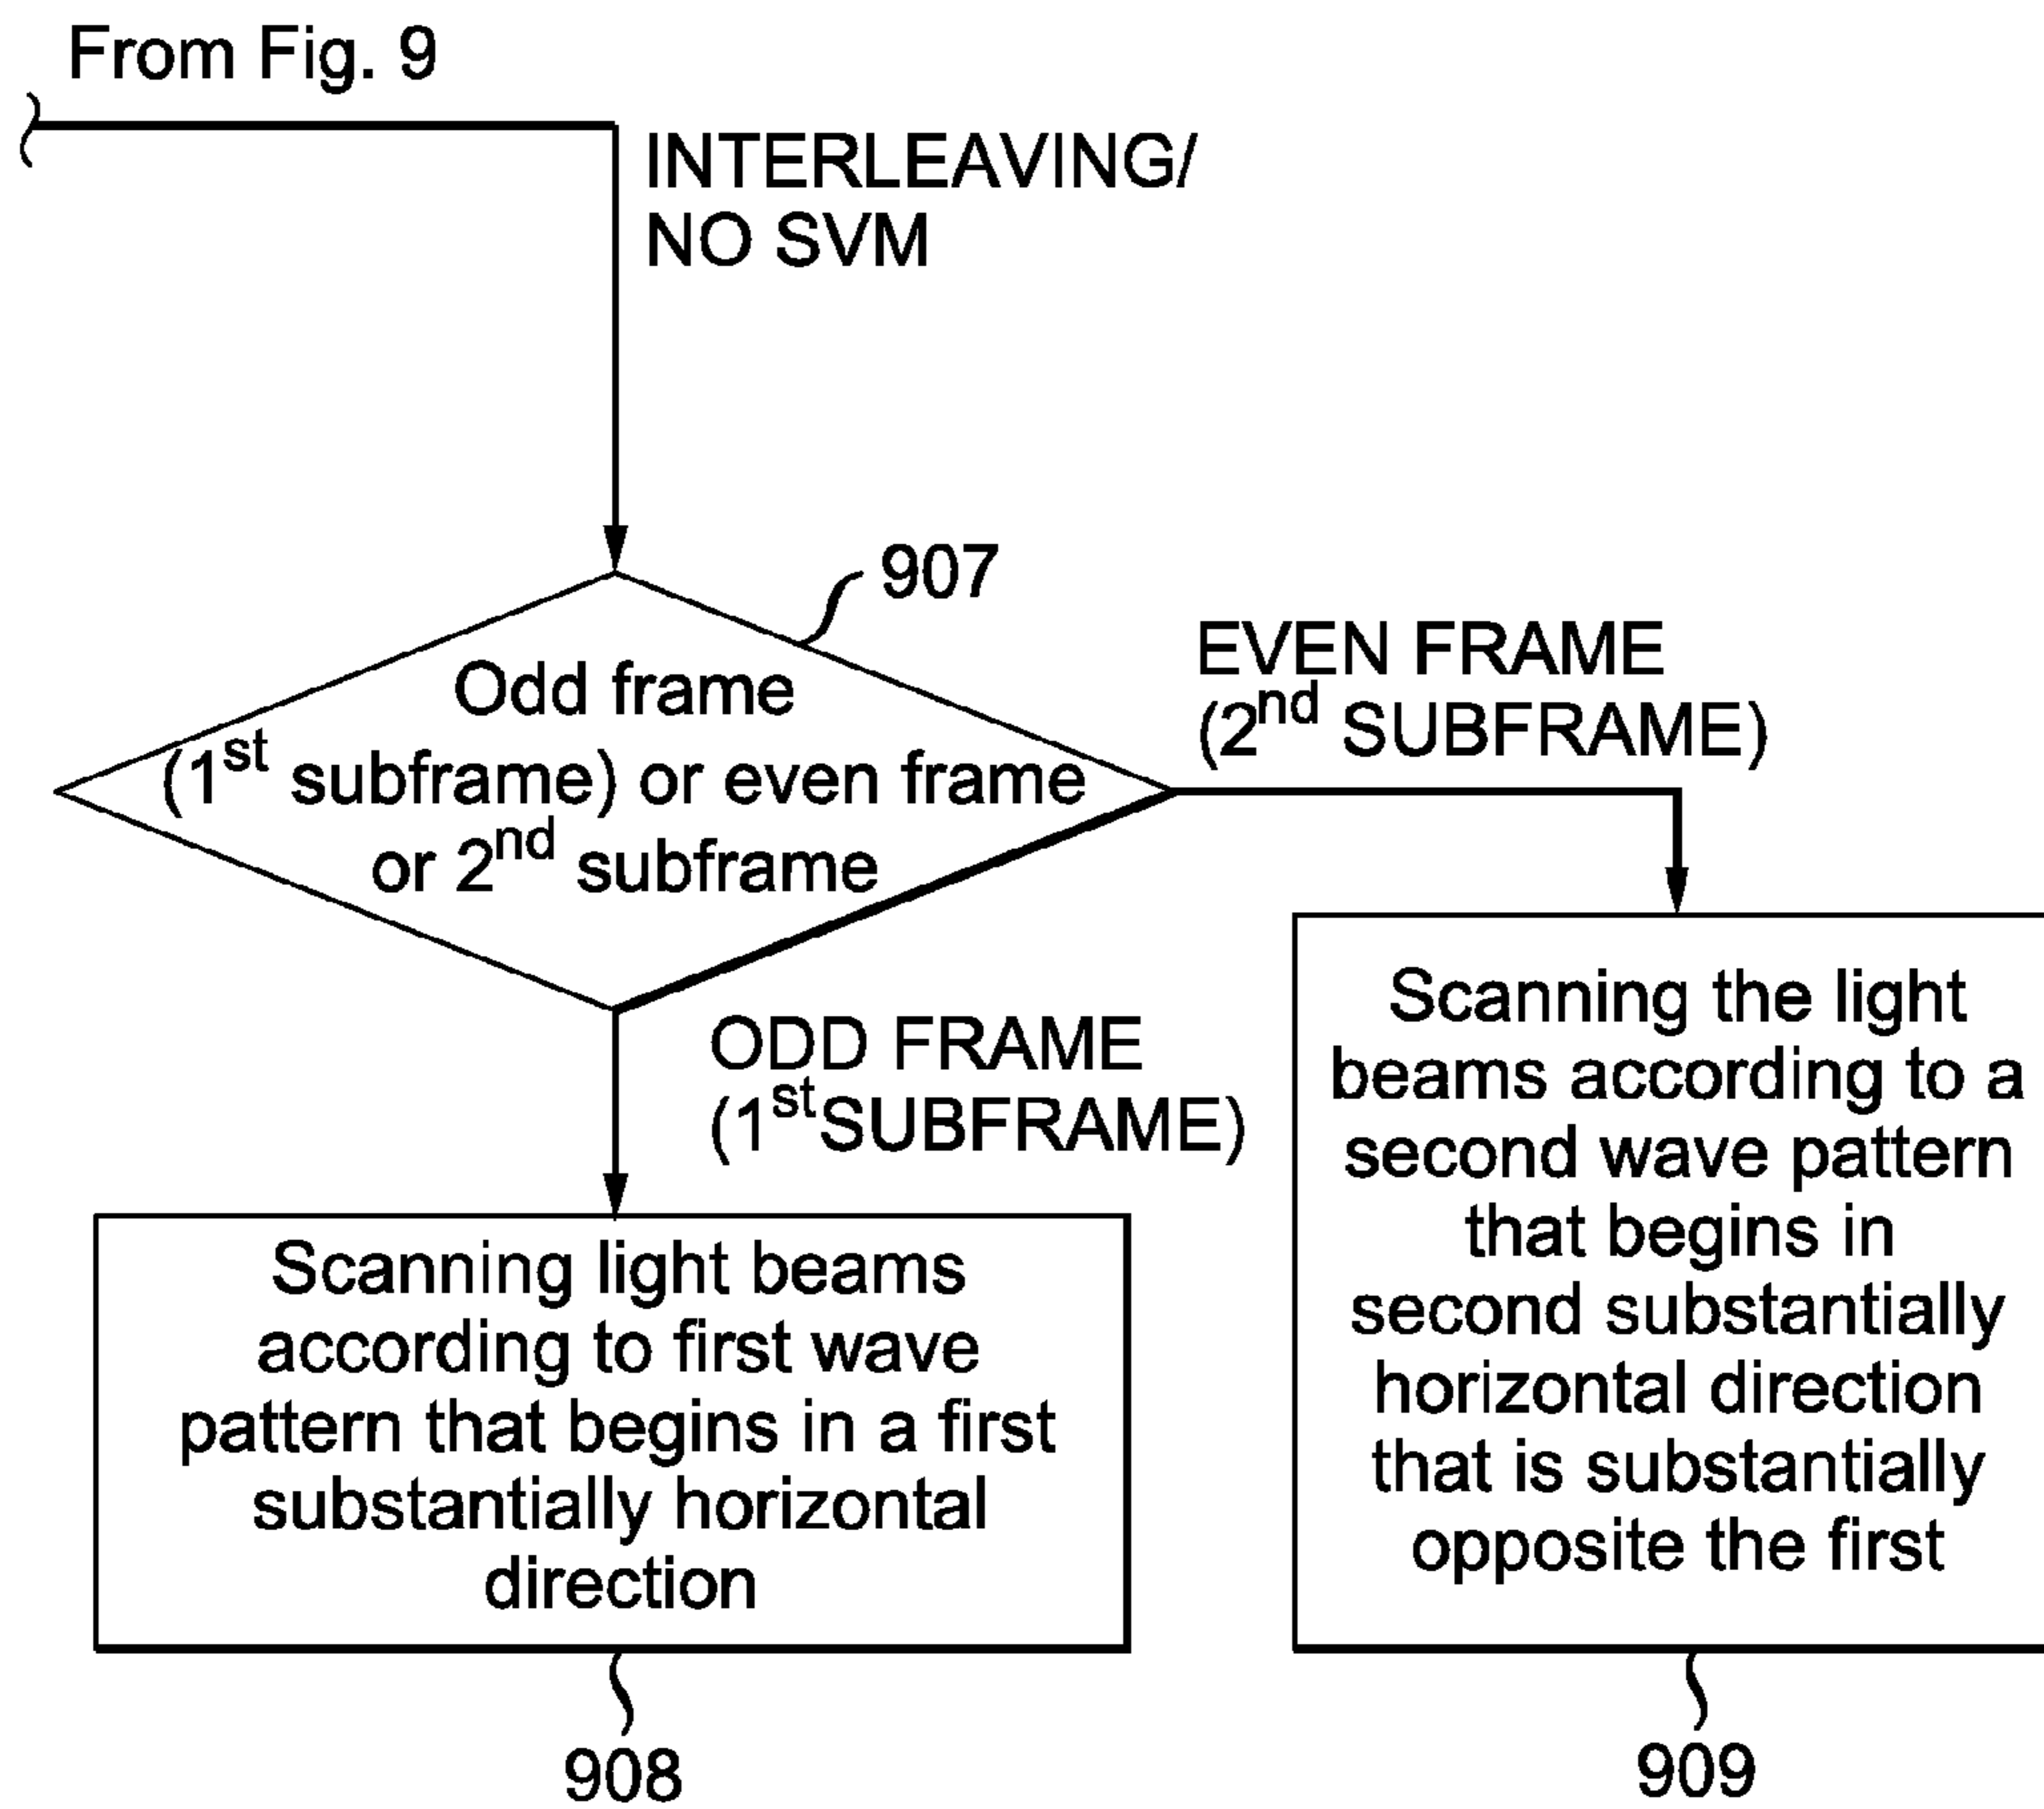 From Fig. 9
INTERLEAVING/
NO SVM
907
Odd frame
(1st subframe) or even frame
or 2nd subframe
EVEN FRAME
(2nd SUBFRAME)
ODD FRAME
(1st SUBFRAME)
Scanning light beams
according to first wave
pattern that begins in a first
substantially horizontal
direction
908
Scanning the light
beams according to a
second wave pattern
that begins in
second substantially
horizontal direction
that is substantially
opposite the first
909